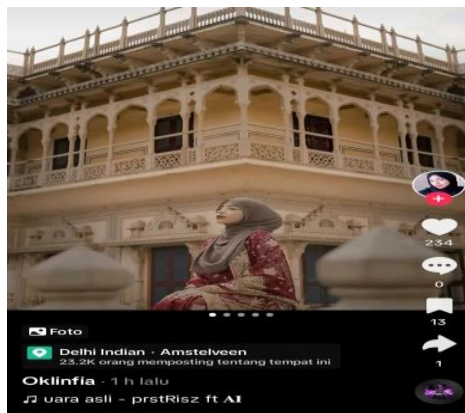 234
0
13
1
Foto
Delhi Indian · Amstelveen
23.2K orang memposting tentang tempat ini
Oklinfia · 1 h lalu
uara asli - prstRisz ft AI